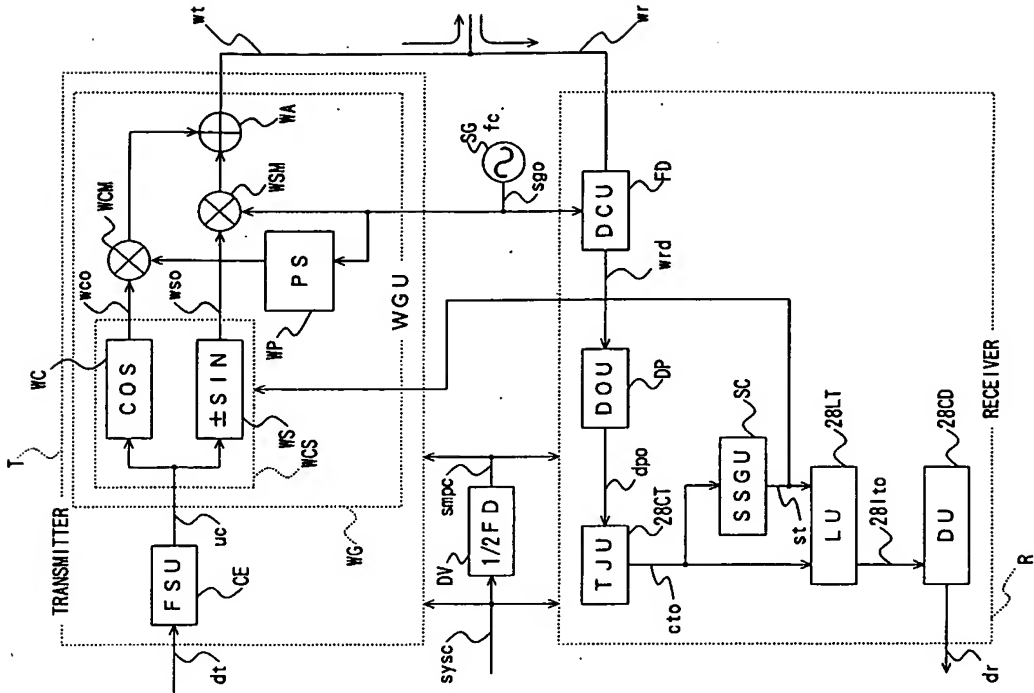 T
TRANSMITTER
dt
FSU
CE
uc
WG
WCS
WC
COS
±SIN
WS
wco
wso
WCM
PS
WP
WSM
WA
WGU
wt
sysc
DV
1/2FD
smpc
SG
fc.
sgo
wr
RECEIVER
DCU
FD
wrd
DOU
DP
dpo
TJU
28CT
cto
SSGU
SC
st
LU
28LT
28lto
DU
28CD
dr
R